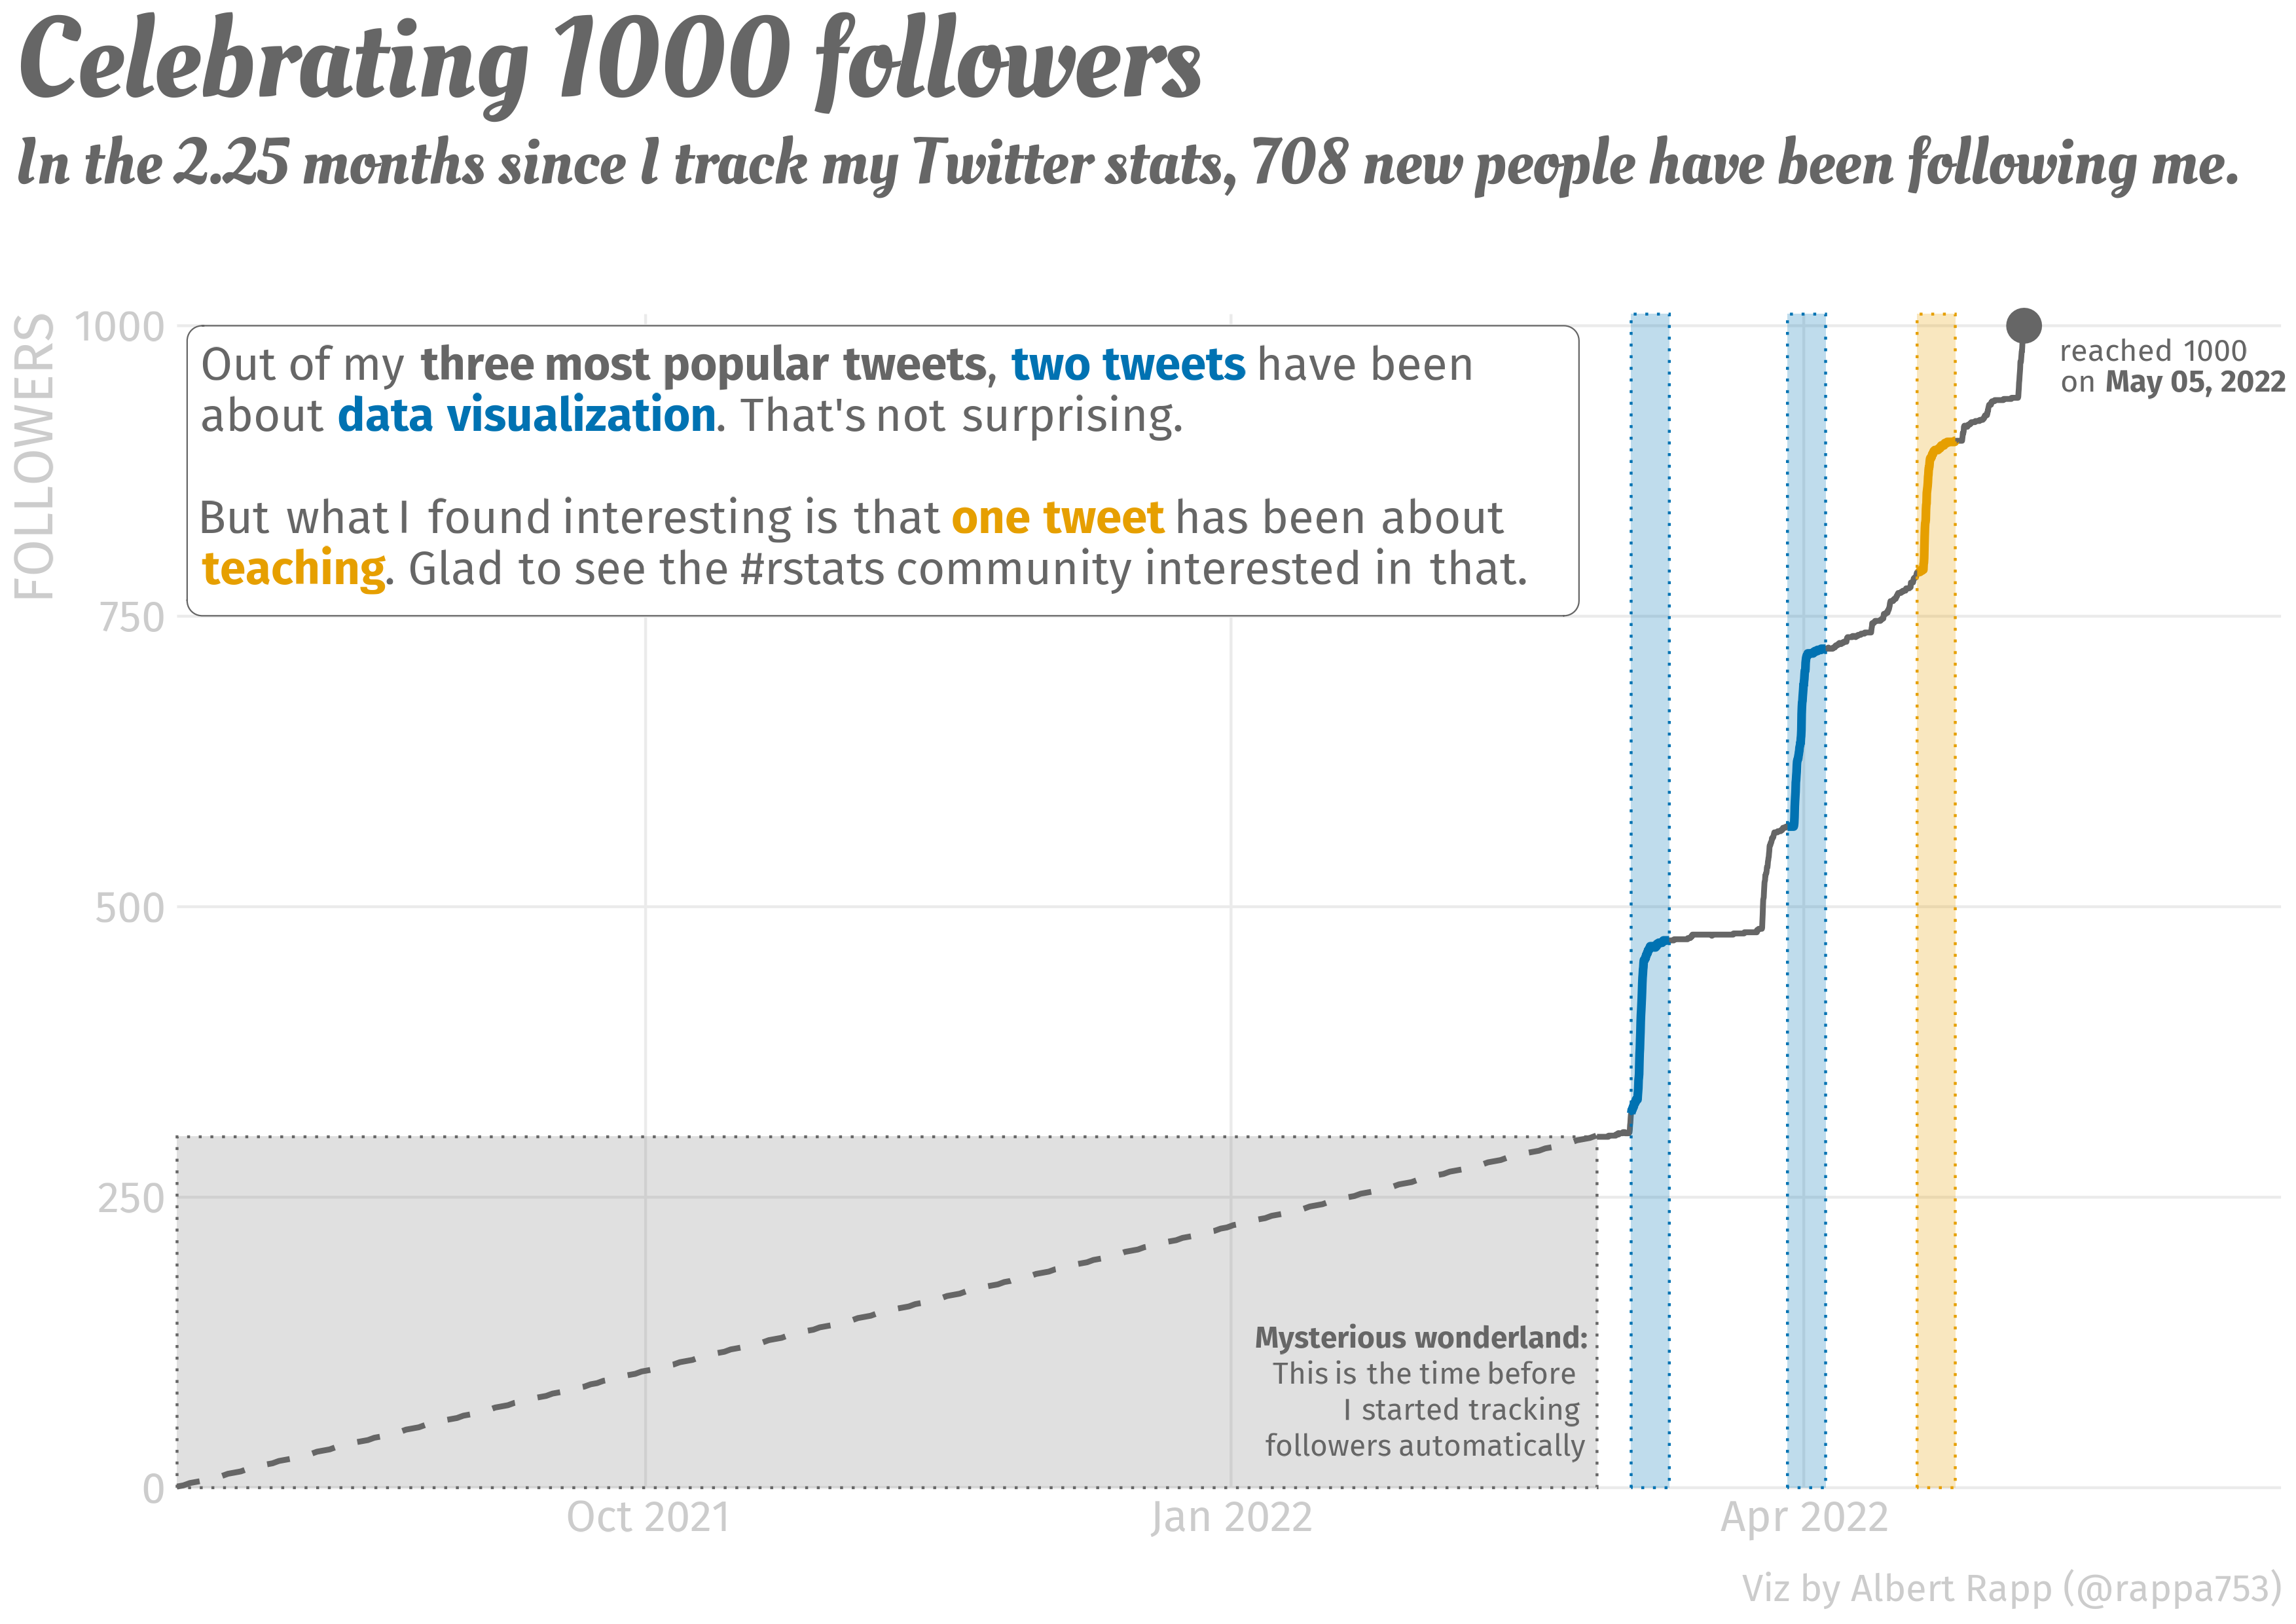 Celebrating 1000 followers
In the 2.25 months since I track my Twitter stats, 708 new people have been following me.
FOLLOWERS
1000
750
500
250
0
Out of my three most popular tweets, two tweets have been
about data visualization. That's not surprising.
But what I found interesting is that one tweet has been about
teaching. Glad to see the #rstats community interested in that.
reached 1000
on May 05, 2022
Mysterious wonderland:
This is the time before
I started tracking
followers automatically
Oct 2021
Jan 2022
Apr 2022
Viz by Albert Rapp (@rappa753)